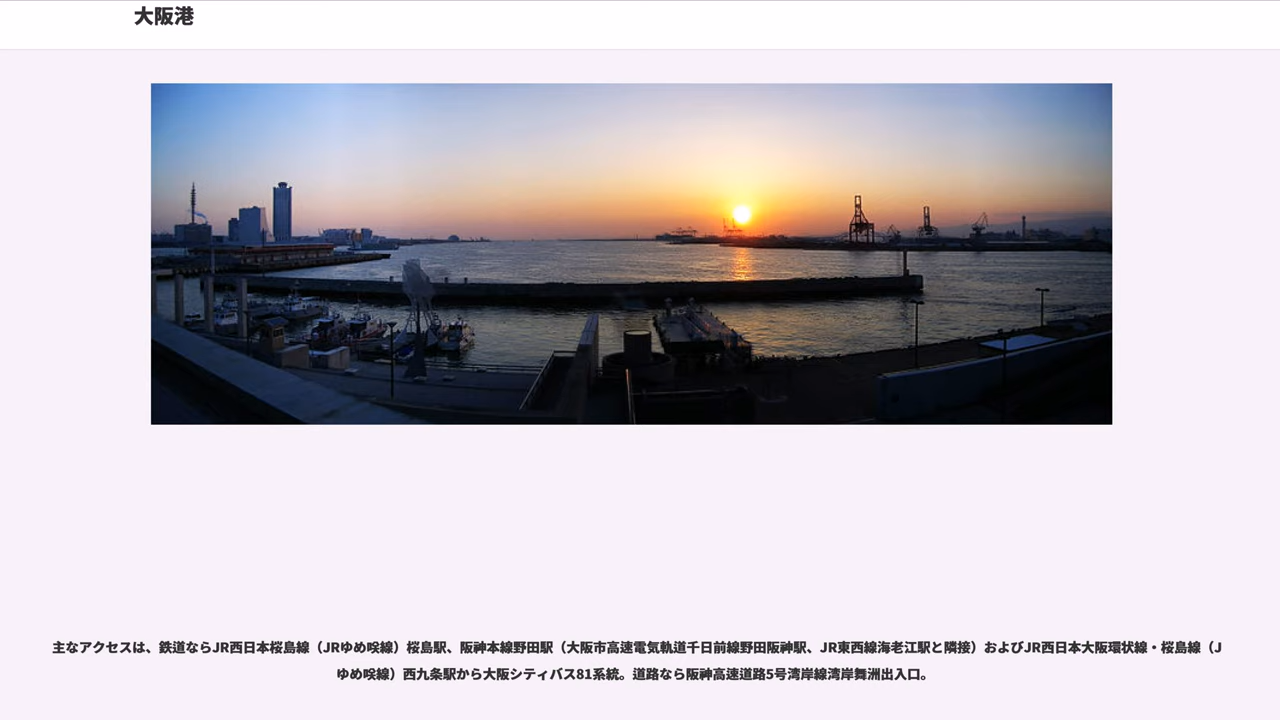 大阪港
主なアクセスは、鉄道ならJR西日本桜島線（JRゆめ咲線）桜島駅、阪神本線野田駅（大阪市高速電気軌道千日前線野田阪神駅、JR東西線海老江駅と隣接）およびJR西日本大阪環状線・桜島線（J
ゆめ咲線）西九条駅から大阪シティバス81系統。道路なら阪神高速道路5号湾岸線湾岸舞洲出入口。